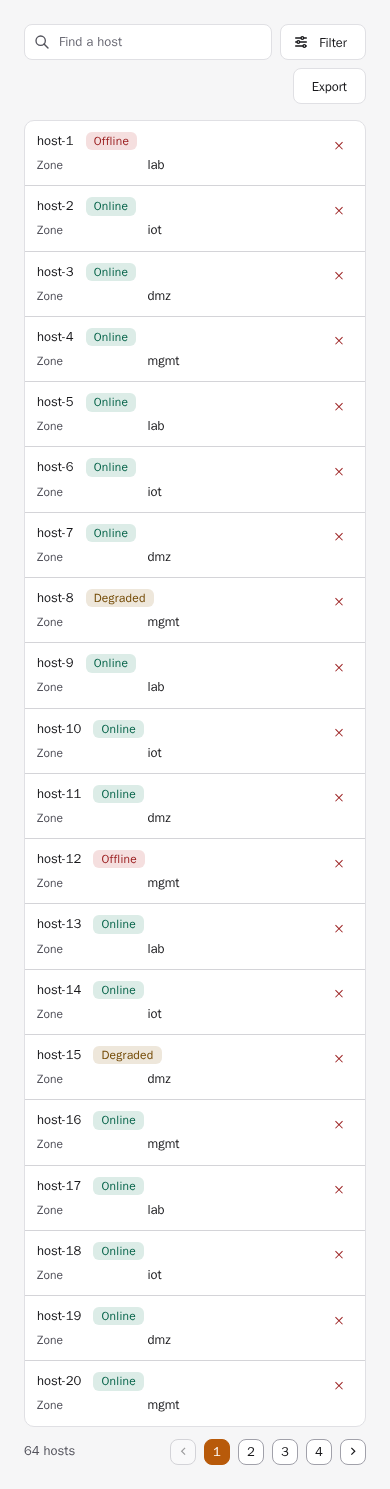 Find a host
Filter
Export
host-1 Offline
Zone lab
host-2 Online
Zone iot
host-3 Online
Zone dmz
host-4 Online
Zone mgmt
host-5 Online
Zone lab
host-6 Online
Zone iot
host-7 Online
Zone dmz
host-8 Degraded
Zone mgmt
host-9 Online
Zone lab
host-10 Online
Zone iot
host-11 Online
Zone dmz
host-12 Offline
Zone mgmt
host-13 Online
Zone lab
host-14 Online
Zone iot
host-15 Degraded
Zone dmz
host-16 Online
Zone mgmt
host-17 Online
Zone lab
host-18 Online
Zone iot
host-19 Online
Zone dmz
host-20 Online
Zone mgmt
64 hosts 1 2 3 4